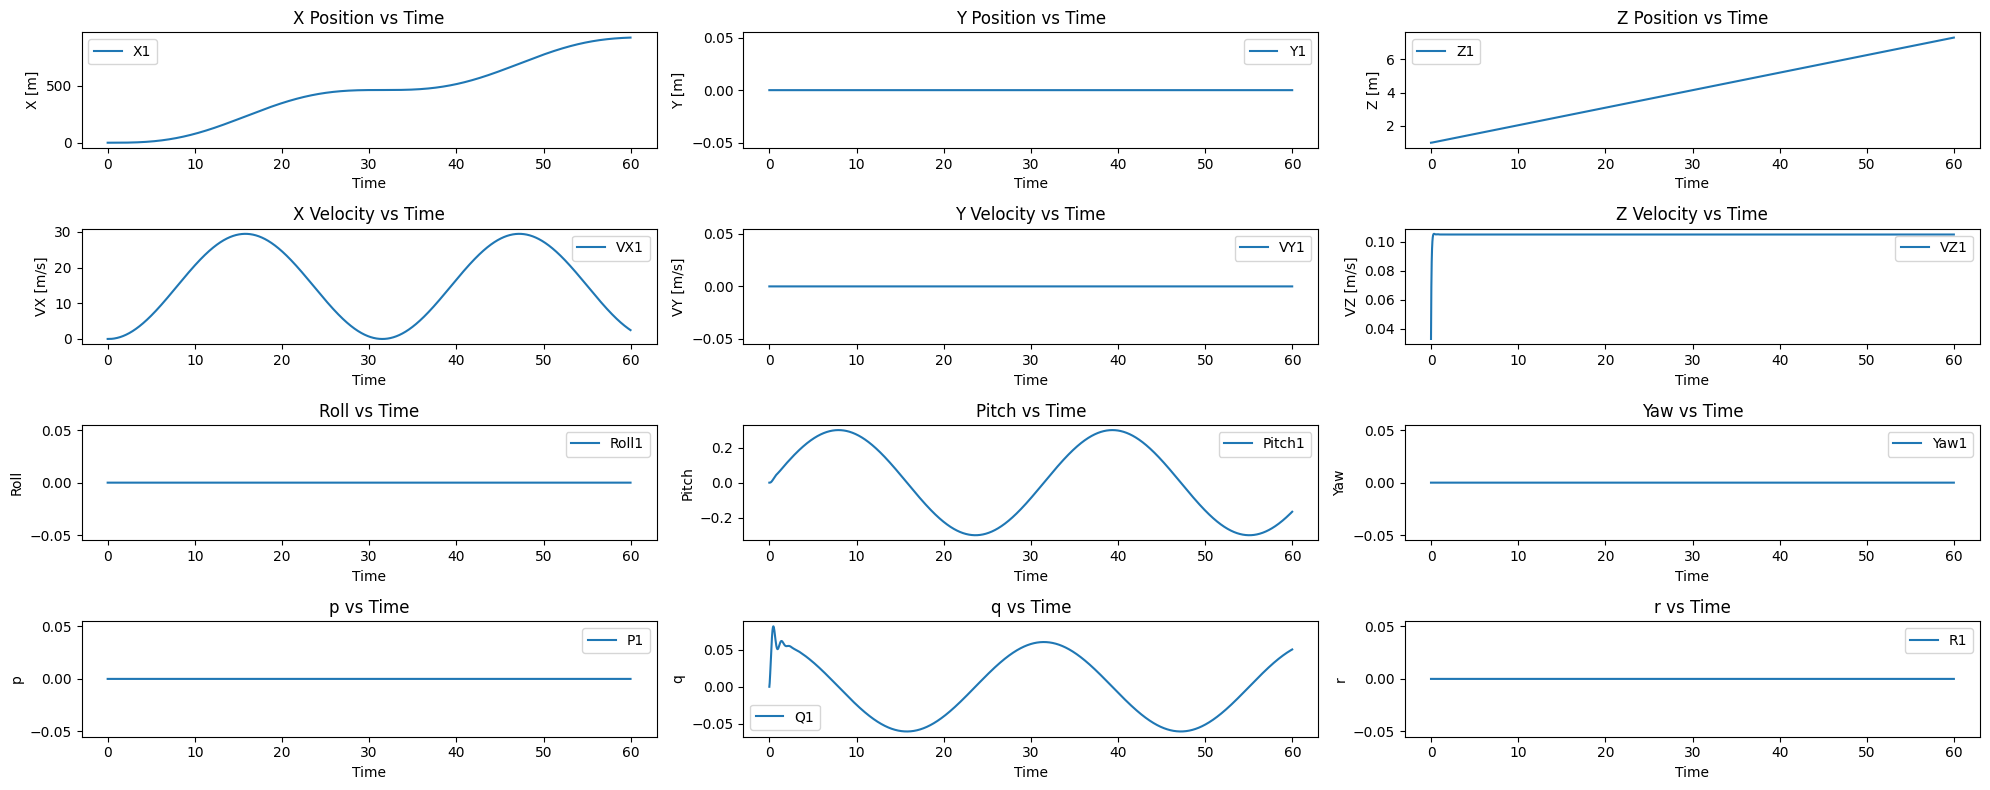 X Position vs Time
X [m]
500
0
X1
0 10 20 30 40 50 60
Time
Y Position vs Time
Y [m]
0.05
0.00
−0.05
Y1
0 10 20 30 40 50 60
Time
Z Position vs Time
Z [m]
6
4
2
Z1
0 10 20 30 40 50 60
Time
X Velocity vs Time
VX [m/s]
30
20
10
0
VX1
0 10 20 30 40 50 60
Time
Y Velocity vs Time
VY [m/s]
0.05
0.00
−0.05
VY1
0 10 20 30 40 50 60
Time
Z Velocity vs Time
VZ [m/s]
0.10
0.08
0.06
0.04
VZ1
0 10 20 30 40 50 60
Time
Roll vs Time
Roll
0.05
0.00
−0.05
Roll1
0 10 20 30 40 50 60
Time
Pitch vs Time
Pitch
0.2
0.0
−0.2
Pitch1
0 10 20 30 40 50 60
Time
Yaw vs Time
Yaw
0.05
0.00
−0.05
Yaw1
0 10 20 30 40 50 60
Time
p vs Time
p
0.05
0.00
−0.05
P1
0 10 20 30 40 50 60
Time
q vs Time
q
0.05
0.00
−0.05
Q1
0 10 20 30 40 50 60
Time
r vs Time
r
0.05
0.00
−0.05
R1
0 10 20 30 40 50 60
Time